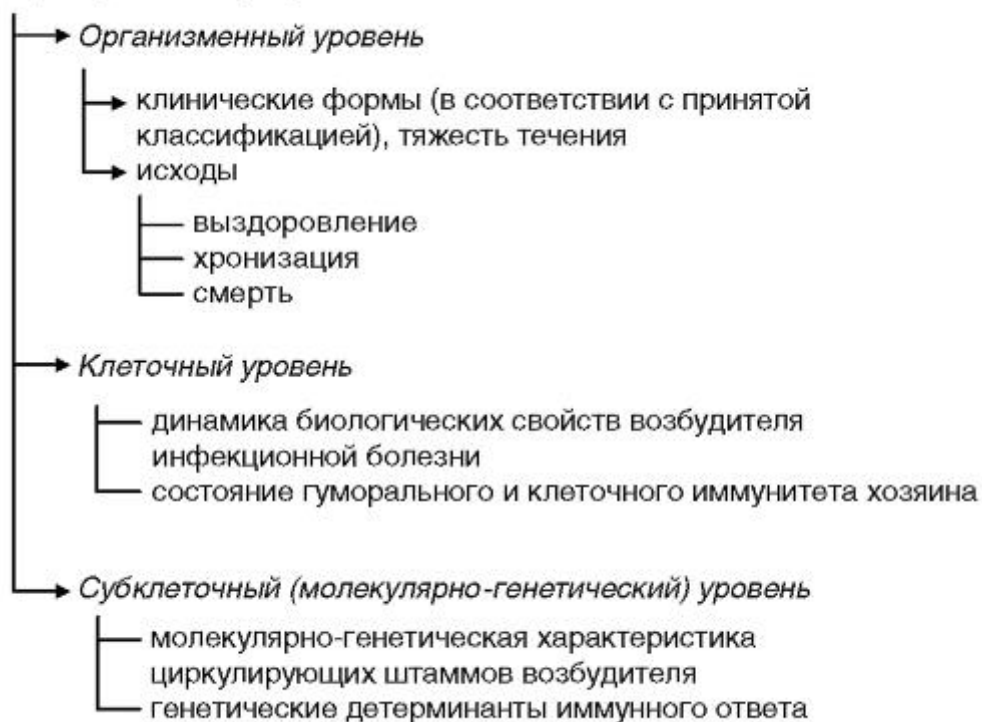 Организменный уровень
клинические формы (в соответствии с принятой
классификацией), тяжесть течения
исходы
выздоровление
хронизация
смерть
Клеточный уровень
динамика биологических свойств возбудителя
инфекционной болезни
состояние гуморального и клеточного иммунитета хозяина
Субклеточный (молекулярно-генетический) уровень
молекулярно-генетическая характеристика
циркулирующих штаммов возбудителя
генетические детерминанты иммунного ответа